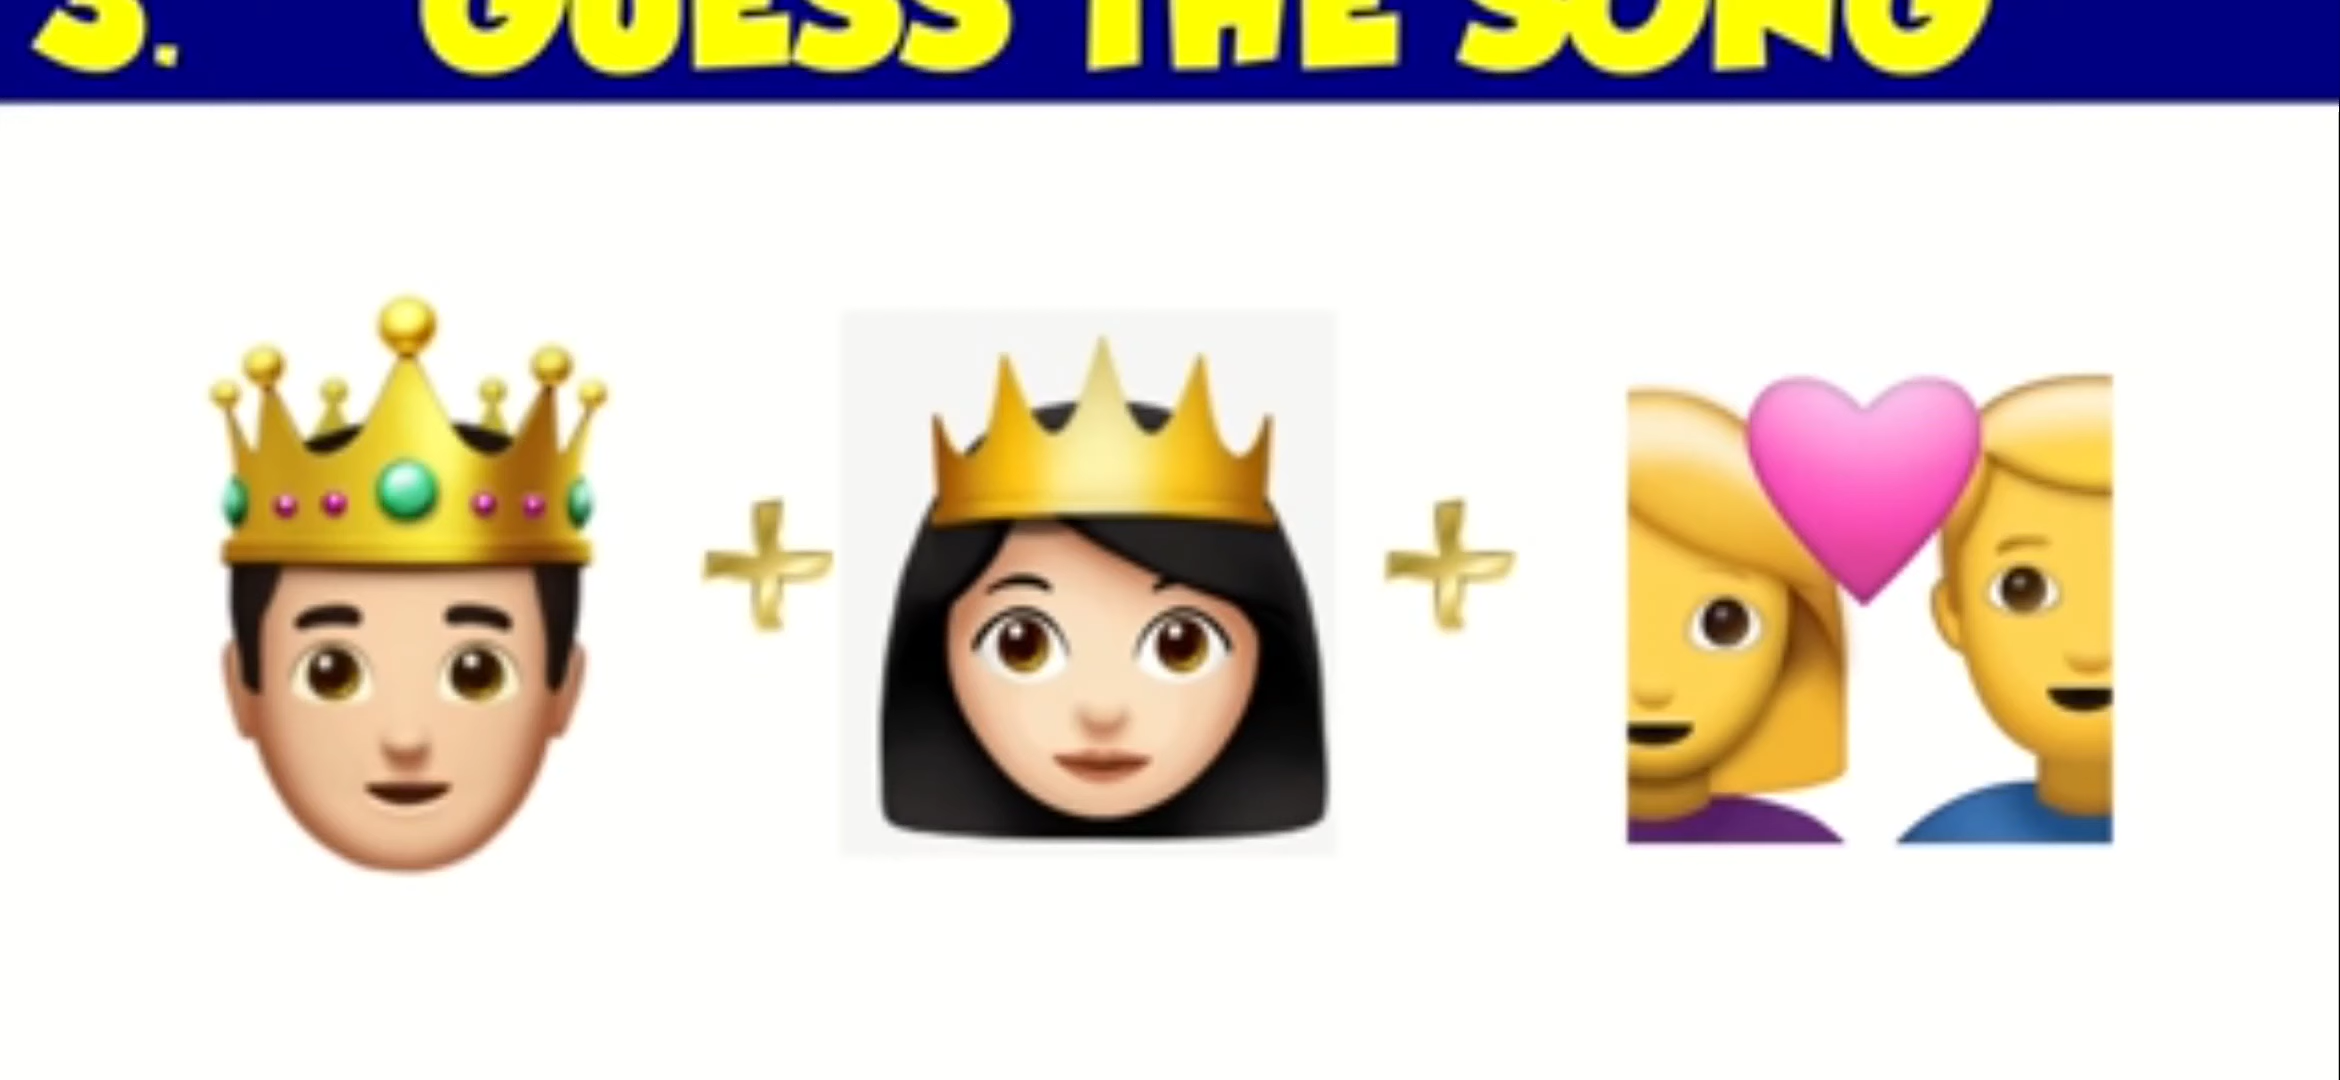 3. GUESS THE SONG
+ +